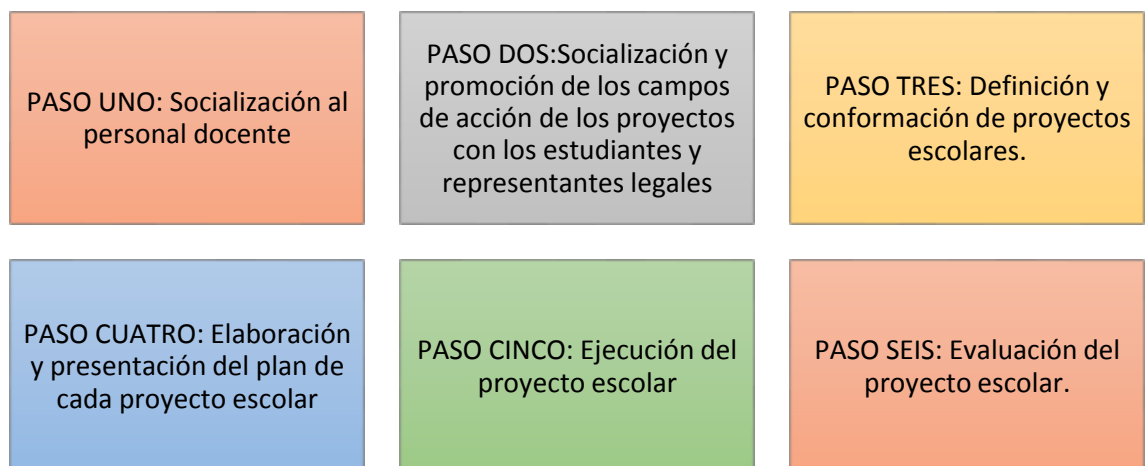 PASO UNO: Socialización al
personal docente
PASO DOS:Socialización y
promoción de los campos
de acción de los proyectos
con los estudiantes y
representantes legales
PASO TRES: Definición y
conformación de proyectos
escolares.
PASO CUATRO: Elaboración
y presentación del plan de
cada proyecto escolar
PASO CINCO: Ejecución del
proyecto escolar
PASO SEIS: Evaluación del
proyecto escolar.